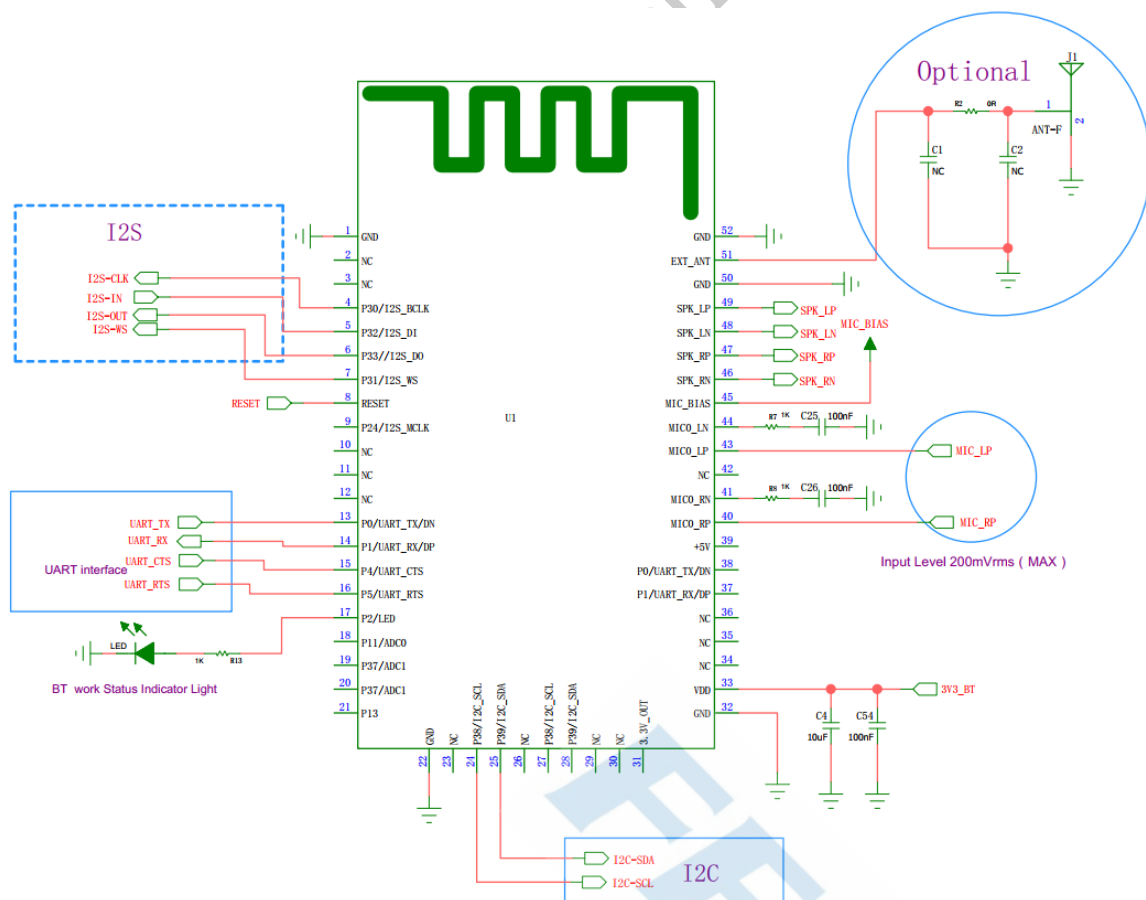 Optional
J1
R2 0R
1
2
ANT-F
C1
NC
C2
NC
I2S
I2S-CLK
I2S-IN
I2S-OUT
I2S-WS
RESET
1 GND
2 NC
3 NC
4 P30/I2S_BCLK
5 P32/I2S_DI
6 P33//I2S_DO
7 P31/I2S_WS
8 RESET
9 P24/I2S_MCLK
10 NC
11 NC
12 NC
13 P0/UART_TX/DN
14 P1/UART_RX/DP
15 P4/UART_CTS
16 P5/UART_RTS
17 P2/LED
18 P11/ADC0
19 P37/ADC1
20 P37/ADC1
21 P13
U1
GND 52
EXT_ANT 51
GND 50
SPK_LP 49 SPK_LP
SPK_LN 48 SPK_LN
SPK_RP 47 SPK_RP
SPK_RN 46 SPK_RN
MIC_BIAS 45
MIC_BIAS
MICO_LN 44 R7 1K C25 100nF
MICO_LP 43 MIC_LP
NC 42
MICO_RN 41 R8 1K C26 100nF
MICO_RP 40 MIC_RP
+5V 39
P0/UART_TX/DN 38
P1/UART_RX/DP 37
NC 36
NC 35
NC 34
VDD 33 3V3_BT
GND 32
Input Level 200mVrms ( MAX )
C4
10uF
C54
100nF
UART_TX
UART_RX
UART_CTS
UART_RTS
UART interface
LED
1K R13
BT work Status Indicator Light
22 GND
23 NC
24 P38/I2C_SCL
25 P39/I2C_SDA
26 NC
27 P38/I2C_SCL
28 P39/I2C_SDA
29 NC
30 NC
31 3.3V_OUT
I2C-SDA
I2C-SCL
I2C